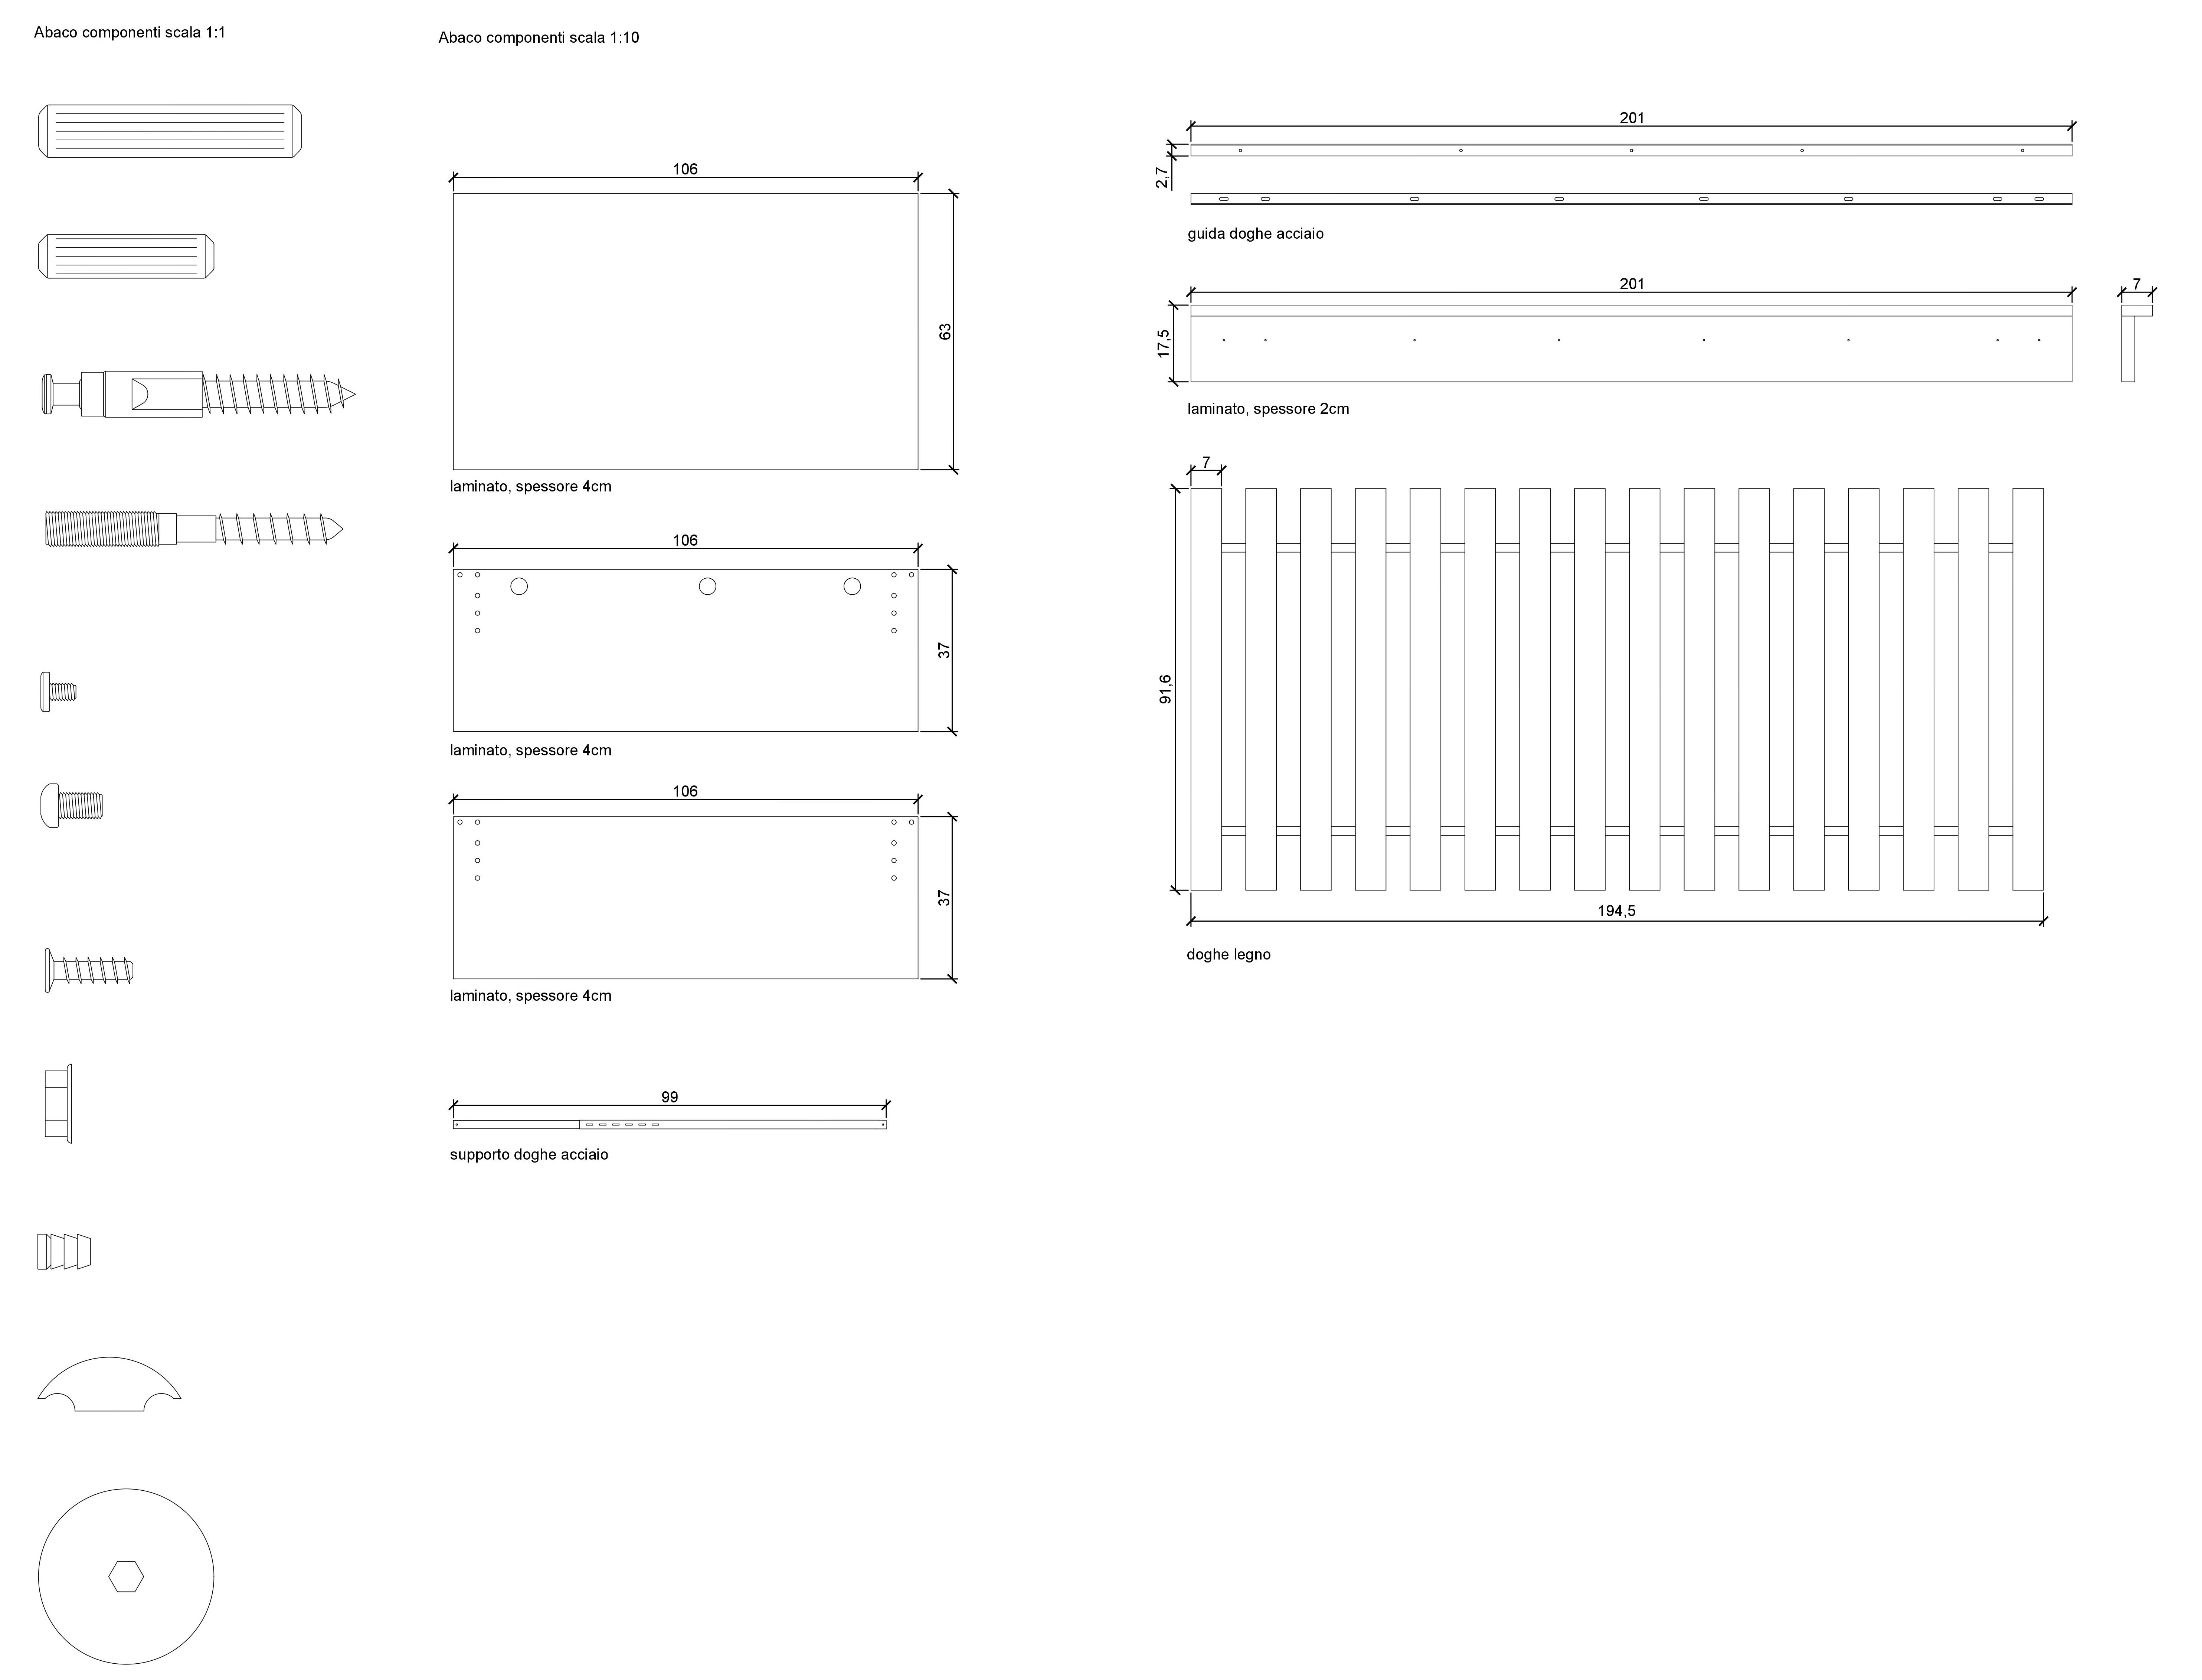 Abaco componenti scala 1:1
Abaco componenti scala 1:10
106
63
laminato, spessore 4cm
106
37
laminato, spessore 4cm
106
37
laminato, spessore 4cm
99
supporto doghe acciaio
201
2,7
guida doghe acciaio
201
7
17,5
laminato, spessore 2cm
7
91,6
194,5
doghe legno